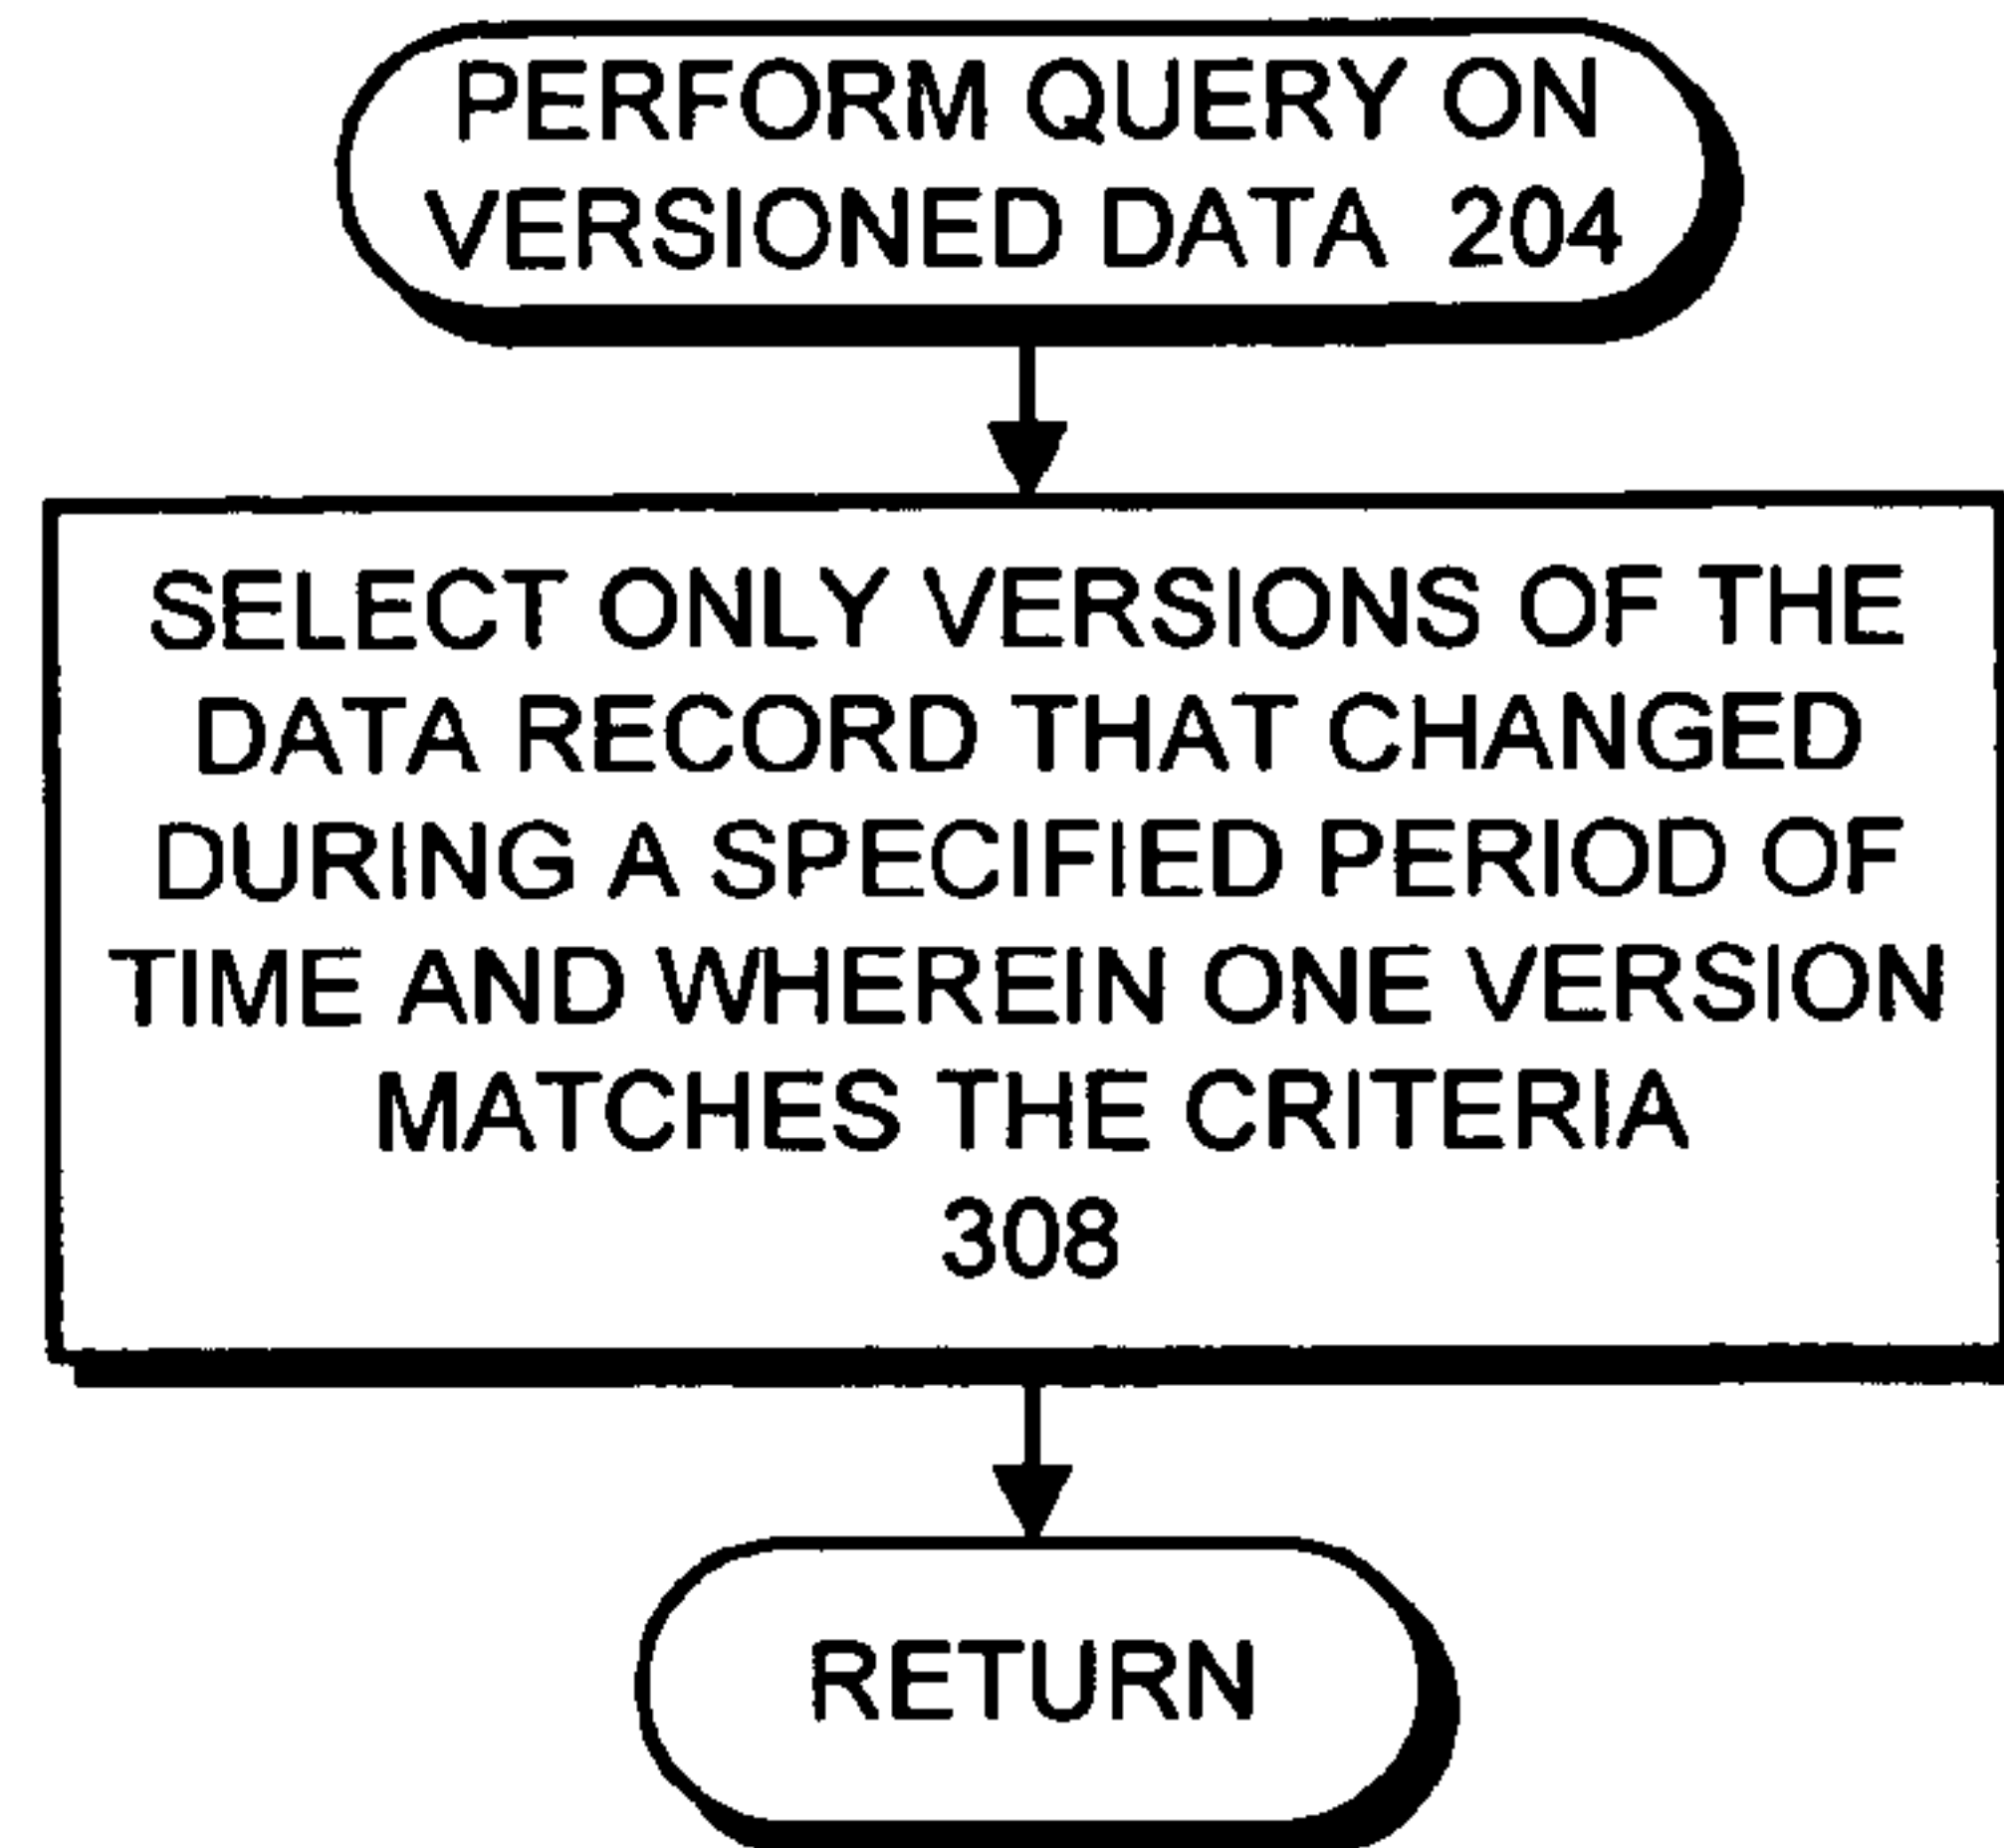 PERFORM QUERY ON
VERSIONED DATA 204
SELECT ONLY VERSIONS OF THE
DATA RECORD THAT CHANGED
DURING A SPECIFIED PERIOD OF
TIME AND WHEREIN ONE VERSION
MATCHES THE CRITERIA
308
RETURN